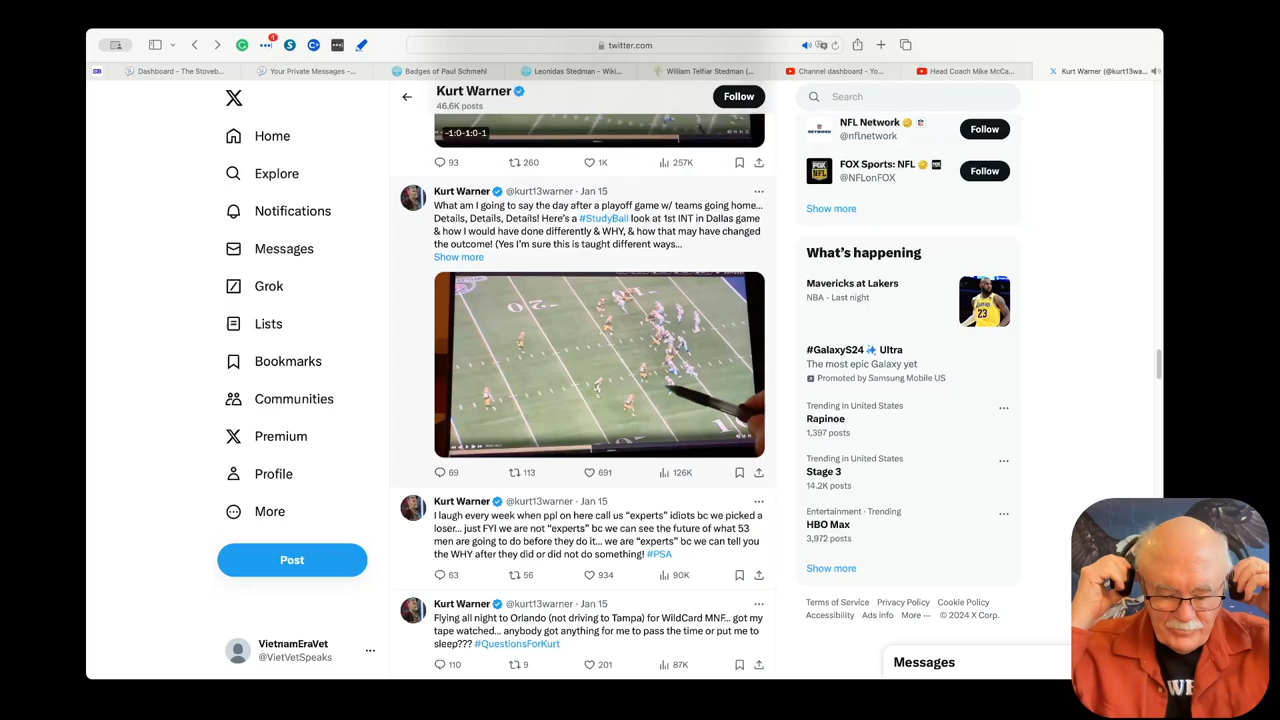 twitter.com
Dashboard - The Stoveb...
Your Private Messages -...
Badges of Paul Schmehl
Leonidas Stedman - Wiki...
William Telfiar Stedman (...
Channel dashboard - Yo...
Head Coach Mike McCa...
Kurt Warner (@kurt13wa...
Home
Explore
Notifications
Messages
Grok
Lists
Bookmarks
Communities
Premium
Profile
More
Post
VietnamEraVet
@VietVetSpeaks
Kurt Warner
46.6K posts
Follow
-1:0-1:0-1
93 260 1K 257K
Kurt Warner @kurt13warner · Jan 15
What am I going to say the day after a playoff game w/ teams going home...
Details, Details, Details! Here's a #StudyBall look at 1st INT in Dallas game
& how I would have done differently & WHY, & how that may have changed
the outcome! (Yes I'm sure this is taught different ways...
Show more
69 113 691 126K
Kurt Warner @kurt13warner · Jan 15
I laugh every week when ppl on here call us "experts" idiots bc we picked a
loser... just FYI we are not "experts" bc we can see the future of what 53
men are going to do before they do it... we are "experts" bc we can tell you
the WHY after they did or did not do something! #PSA
63 56 934 90K
Kurt Warner @kurt13warner · Jan 15
Flying all night to Orlando (not driving to Tampa) for WildCard MNF... got my
tape watched... anybody got anything for me to pass the time or put me to
sleep??? #QuestionsForKurt
110 9 201 87K
Search
NFL Network
@nflnetwork
Follow
FOX Sports: NFL
@NFLonFOX
Follow
Show more
What's happening
Mavericks at Lakers
NBA · Last night
#GalaxyS24 Ultra
The most epic Galaxy yet
Promoted by Samsung Mobile US
Trending in United States
Rapinoe
1,397 posts
Trending in United States
Stage 3
14.2K posts
Entertainment · Trending
HBO Max
3,972 posts
Show more
Terms of Service Privacy Policy Cookie Policy
Accessibility Ads info More ··· © 2024 X Corp.
Messages